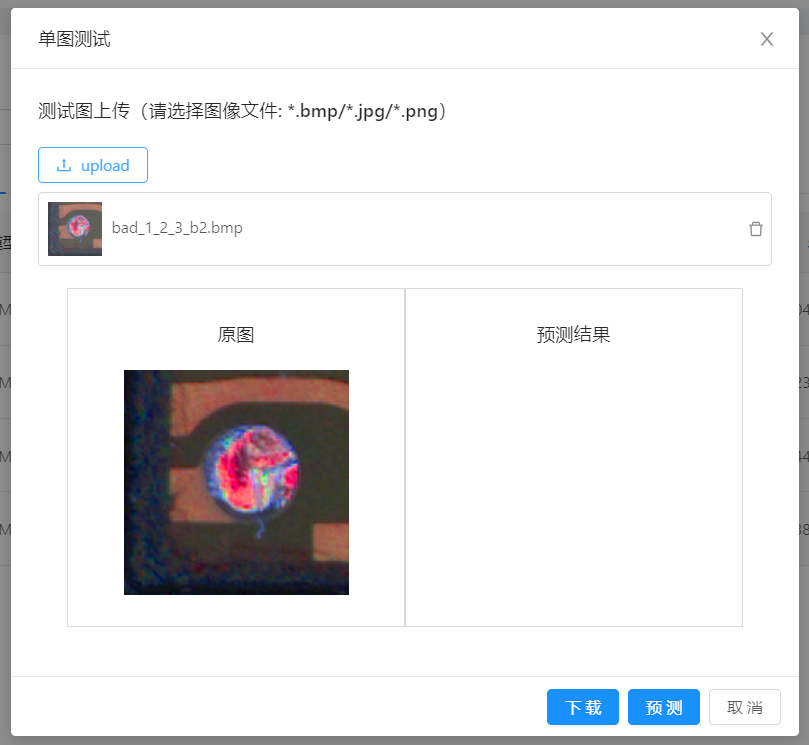 单图测试
测试图上传（请选择图像文件: *.bmp/*.jpg/*.png）
upload
bad_1_2_3_b2.bmp
原图
预测结果
下载
预测
取消